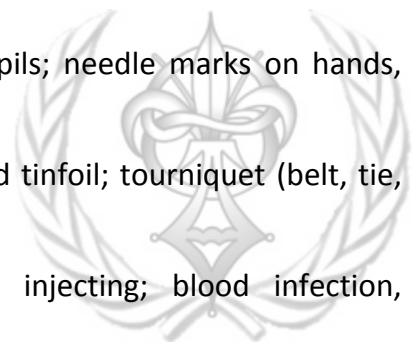 pils; needle marks on hands,
d tinfoil; tourniquet (belt, tie,
injecting; blood infection,